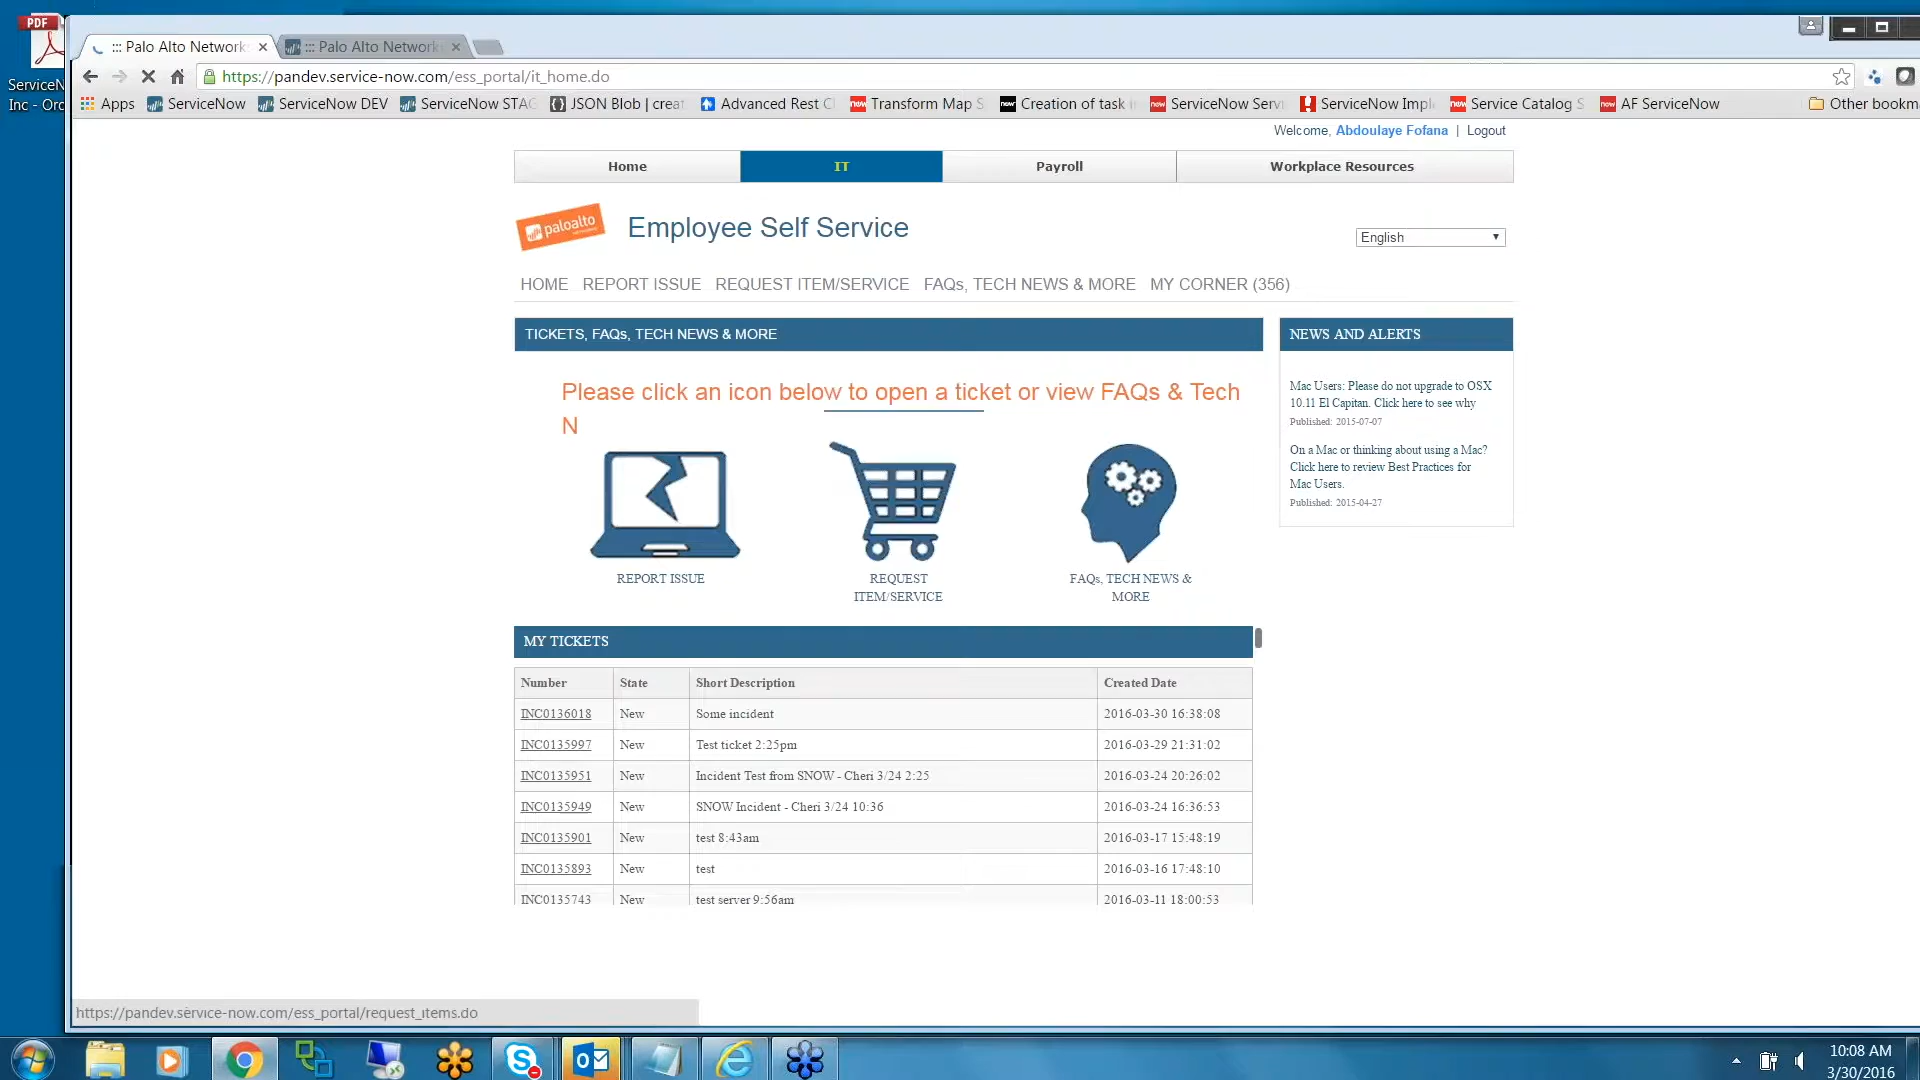 PDF
ServiceN
Inc - Ord
::: Palo Alto Network
::: Palo Alto Network
https://pandev.service-now.com/ess_portal/it_home.do
Apps
ServiceNow
ServiceNow DEV
ServiceNow STAG
JSON Blob | creat
Advanced Rest C
Transform Map S
Creation of task i
ServiceNow Serv
ServiceNow Impl
Service Catalog S
AF ServiceNow
Other bookm
Welcome, Abdoulaye Fofana | Logout
Home
IT
Payroll
Workplace Resources
paloalto
Employee Self Service
English
HOME REPORT ISSUE REQUEST ITEM/SERVICE FAQs, TECH NEWS & MORE MY CORNER (356)
TICKETS, FAQs, TECH NEWS & MORE
NEWS AND ALERTS
Please click an icon below to open a ticket or view FAQs & Tech
N
Mac Users: Please do not upgrade to OSX
10.11 El Capitan. Click here to see why
Published: 2015-07-07
On a Mac or thinking about using a Mac?
Click here to review Best Practices for
Mac Users.
Published: 2015-04-27
REPORT ISSUE
REQUEST
ITEM/SERVICE
FAQs, TECH NEWS &
MORE
MY TICKETS
Number State Short Description Created Date
INC0136018 New Some incident 2016-03-30 16:38:08
INC0135997 New Test ticket 2:25pm 2016-03-29 21:31:02
INC0135951 New Incident Test from SNOW - Cheri 3/24 2:25 2016-03-24 20:26:02
INC0135949 New SNOW Incident - Cheri 3/24 10:36 2016-03-24 16:36:53
INC0135901 New test 8:43am 2016-03-17 15:48:19
INC0135893 New test 2016-03-16 17:48:10
INC0135743 New test server 9:56am 2016-03-11 18:00:53
https://pandev.service-now.com/ess_portal/request_items.do
10:08 AM
3/30/2016